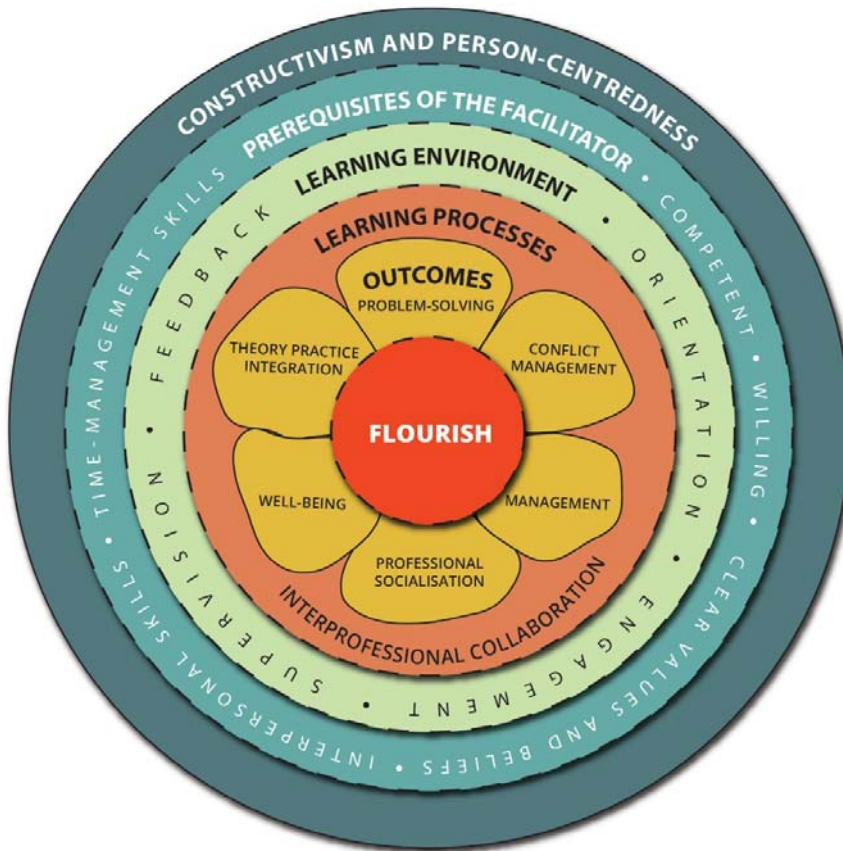 CONSTRUCTIVISM AND PERSON-CENTREDNESS
PREREQUISITES OF THE FACILITATOR • COMPETENT • WILLING • CLEAR VALUES AND BELIEFS • INTERPERSONAL SKILLS • TIME-MANAGEMENT SKILLS
LEARNING ENVIRONMENT • ORIENTATION • ENGAGEMENT • SUPERVISION • FEEDBACK
LEARNING PROCESSES
OUTCOMES
PROBLEM-SOLVING
THEORY PRACTICE
INTEGRATION
CONFLICT
MANAGEMENT
FLOURISH
WELL-BEING
MANAGEMENT
PROFESSIONAL
SOCIALISATION
INTERPROFESSIONAL COLLABORATION